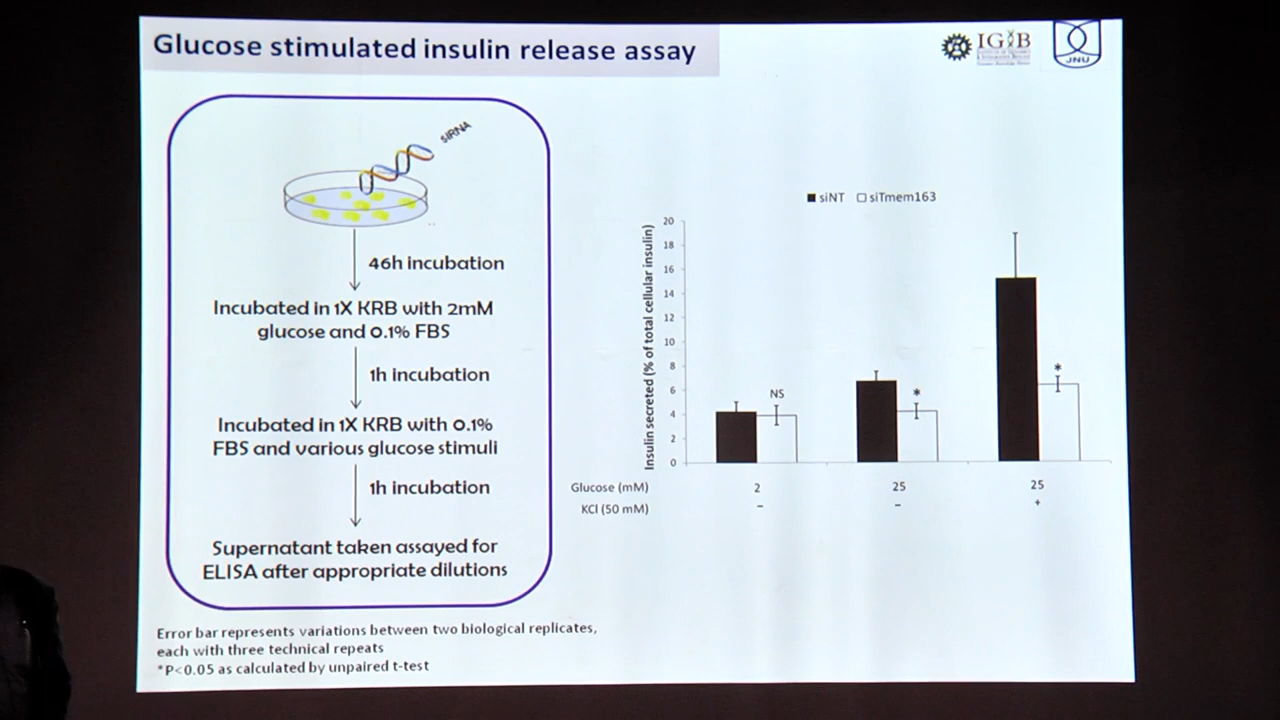 Glucose stimulated insulin release assay
IGIB
JNU
siRNA
46h incubation
Incubated in 1X KRB with 2mM
glucose and 0.1% FBS
1h incubation
Incubated in 1X KRB with 0.1%
FBS and various glucose stimuli
1h incubation
Supernatant taken assayed for
ELISA after appropriate dilutions
Error bar represents variations between two biological replicates,
each with three technical repeats
*P<0.05 as calculated by unpaired t-test
siNT siTmem163
Insulin secreted (% of total cellular insulin)
20
18
16
14
12
10
8
6
4
2
0
NS
*
*
Glucose (mM) 2 25 25
KCl (50 mM) – – +